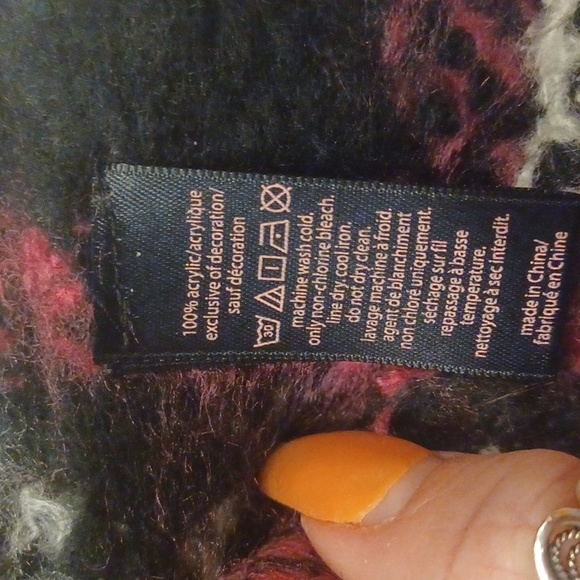 100% acrylic/acrylique
exclusive of decoration/
sauf décoration
30
machine wash cold.
only non-chlorine bleach.
line dry. cool iron.
do not dry clean.
lavage machine à froid.
agent de blanchiment
non chloré uniquement.
séchage sur fil
repassage à basse
température.
nettoyage à sec interdit.
made in China/
fabriqué en Chine